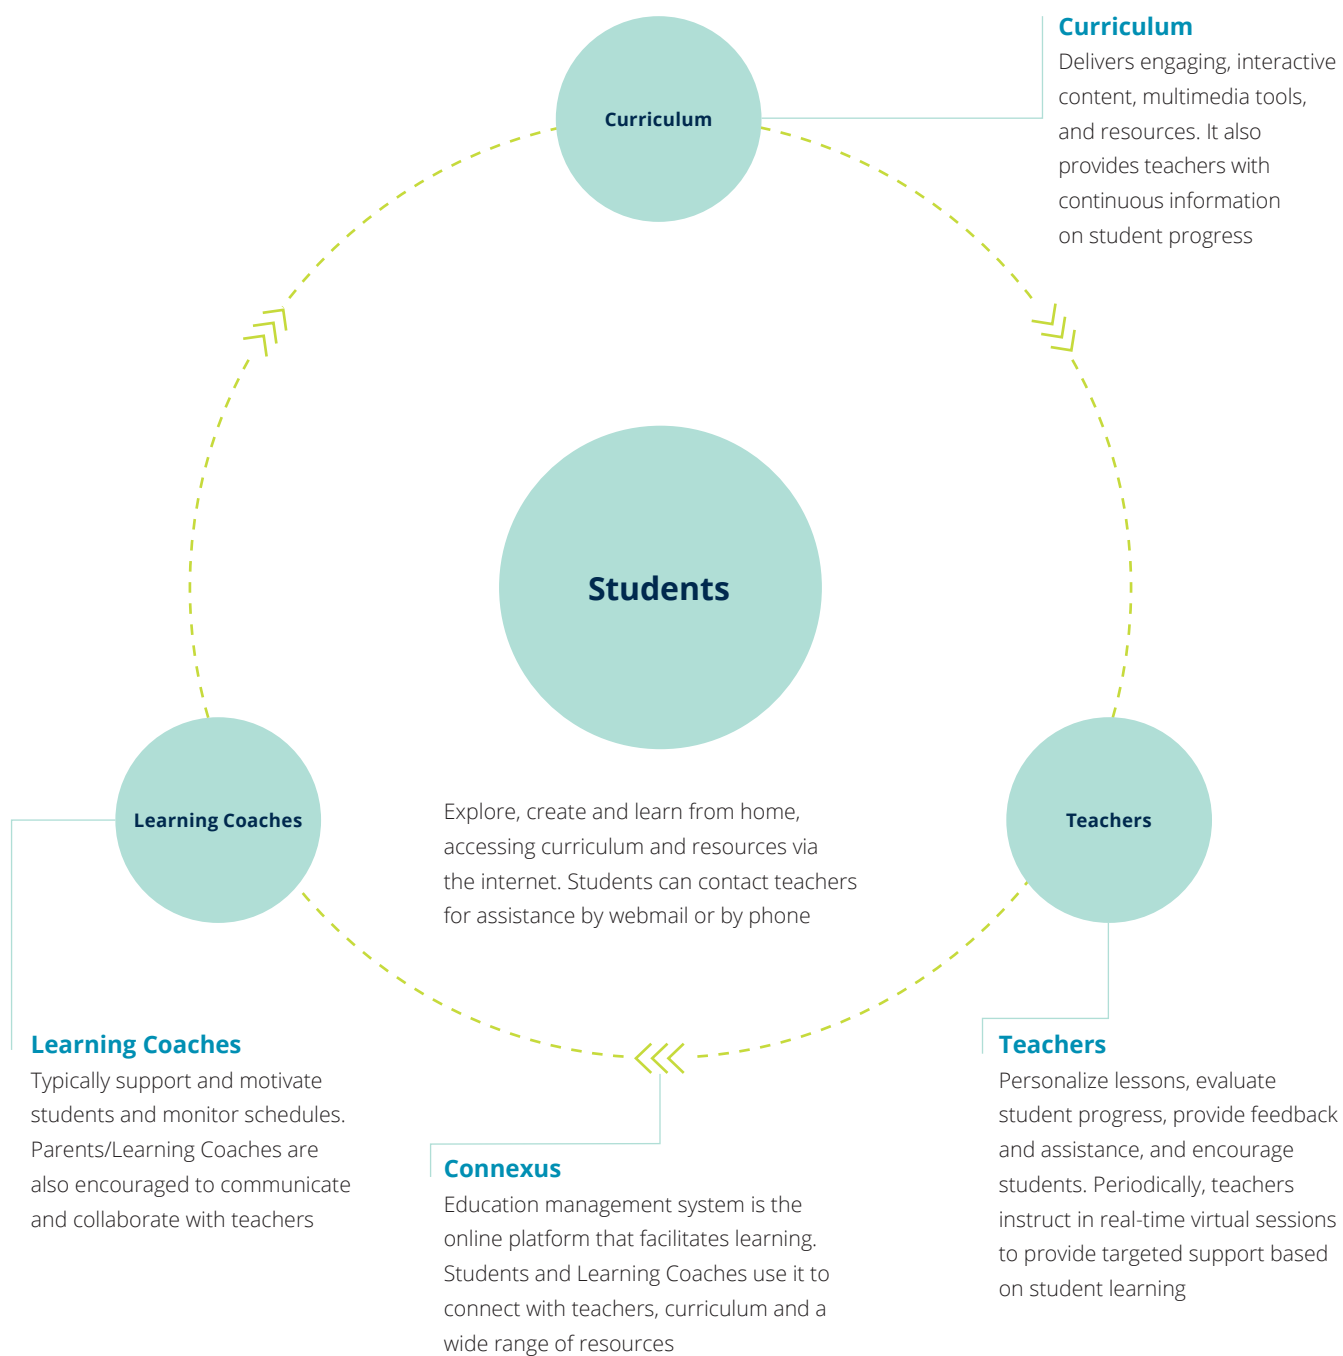 Curriculum
Curriculum
Delivers engaging, interactive
content, multimedia tools,
and resources. It also
provides teachers with
continuous information
on student progress
Students
Explore, create and learn from home,
accessing curriculum and resources via
the internet. Students can contact teachers
for assistance by webmail or by phone
Learning Coaches
Teachers
Learning Coaches
Typically support and motivate
students and monitor schedules.
Parents/Learning Coaches are
also encouraged to communicate
and collaborate with teachers
Connexus
Education management system is the
online platform that facilitates learning.
Students and Learning Coaches use it to
connect with teachers, curriculum and a
wide range of resources
Teachers
Personalize lessons, evaluate
student progress, provide feedback
and assistance, and encourage
students. Periodically, teachers
instruct in real-time virtual sessions
to provide targeted support based
on student learning